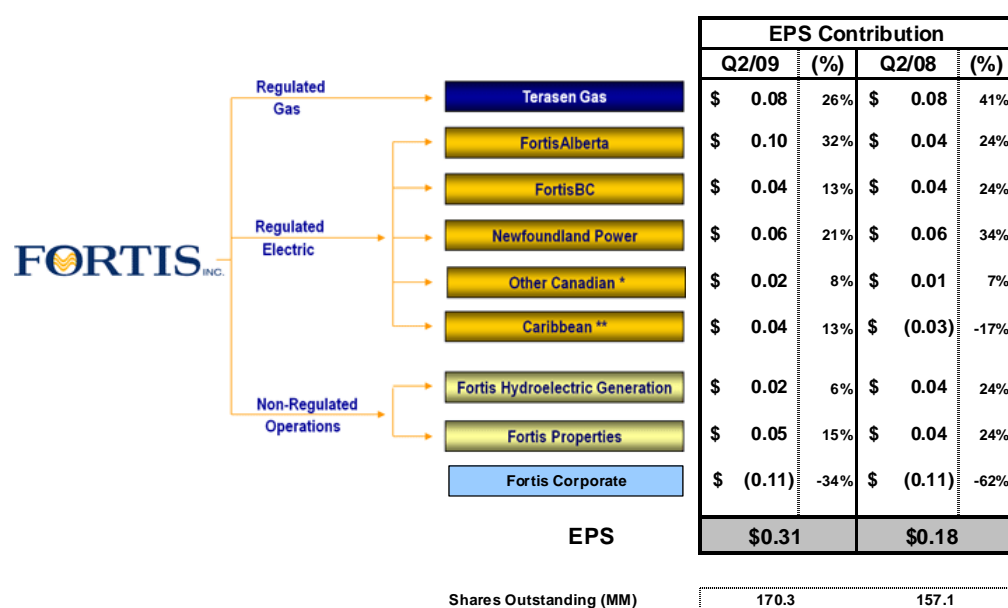 EPS Contribution
Q2/09 (%) Q2/08 (%)
Regulated
Gas
Terasen Gas $ 0.08 26% $ 0.08 41%
FortisAlberta $ 0.10 32% $ 0.04 24%
FortisBC $ 0.04 13% $ 0.04 24%
FORTIS INC.
Regulated
Electric
Newfoundland Power $ 0.06 21% $ 0.06 34%
Other Canadian * $ 0.02 8% $ 0.01 7%
Caribbean ** $ 0.04 13% $ (0.03) -17%
Fortis Hydroelectric Generation $ 0.02 6% $ 0.04 24%
Non-Regulated
Operations
Fortis Properties $ 0.05 15% $ 0.04 24%
Fortis Corporate $ (0.11) -34% $ (0.11) -62%
EPS $0.31 $0.18
Shares Outstanding (MM) 170.3 157.1